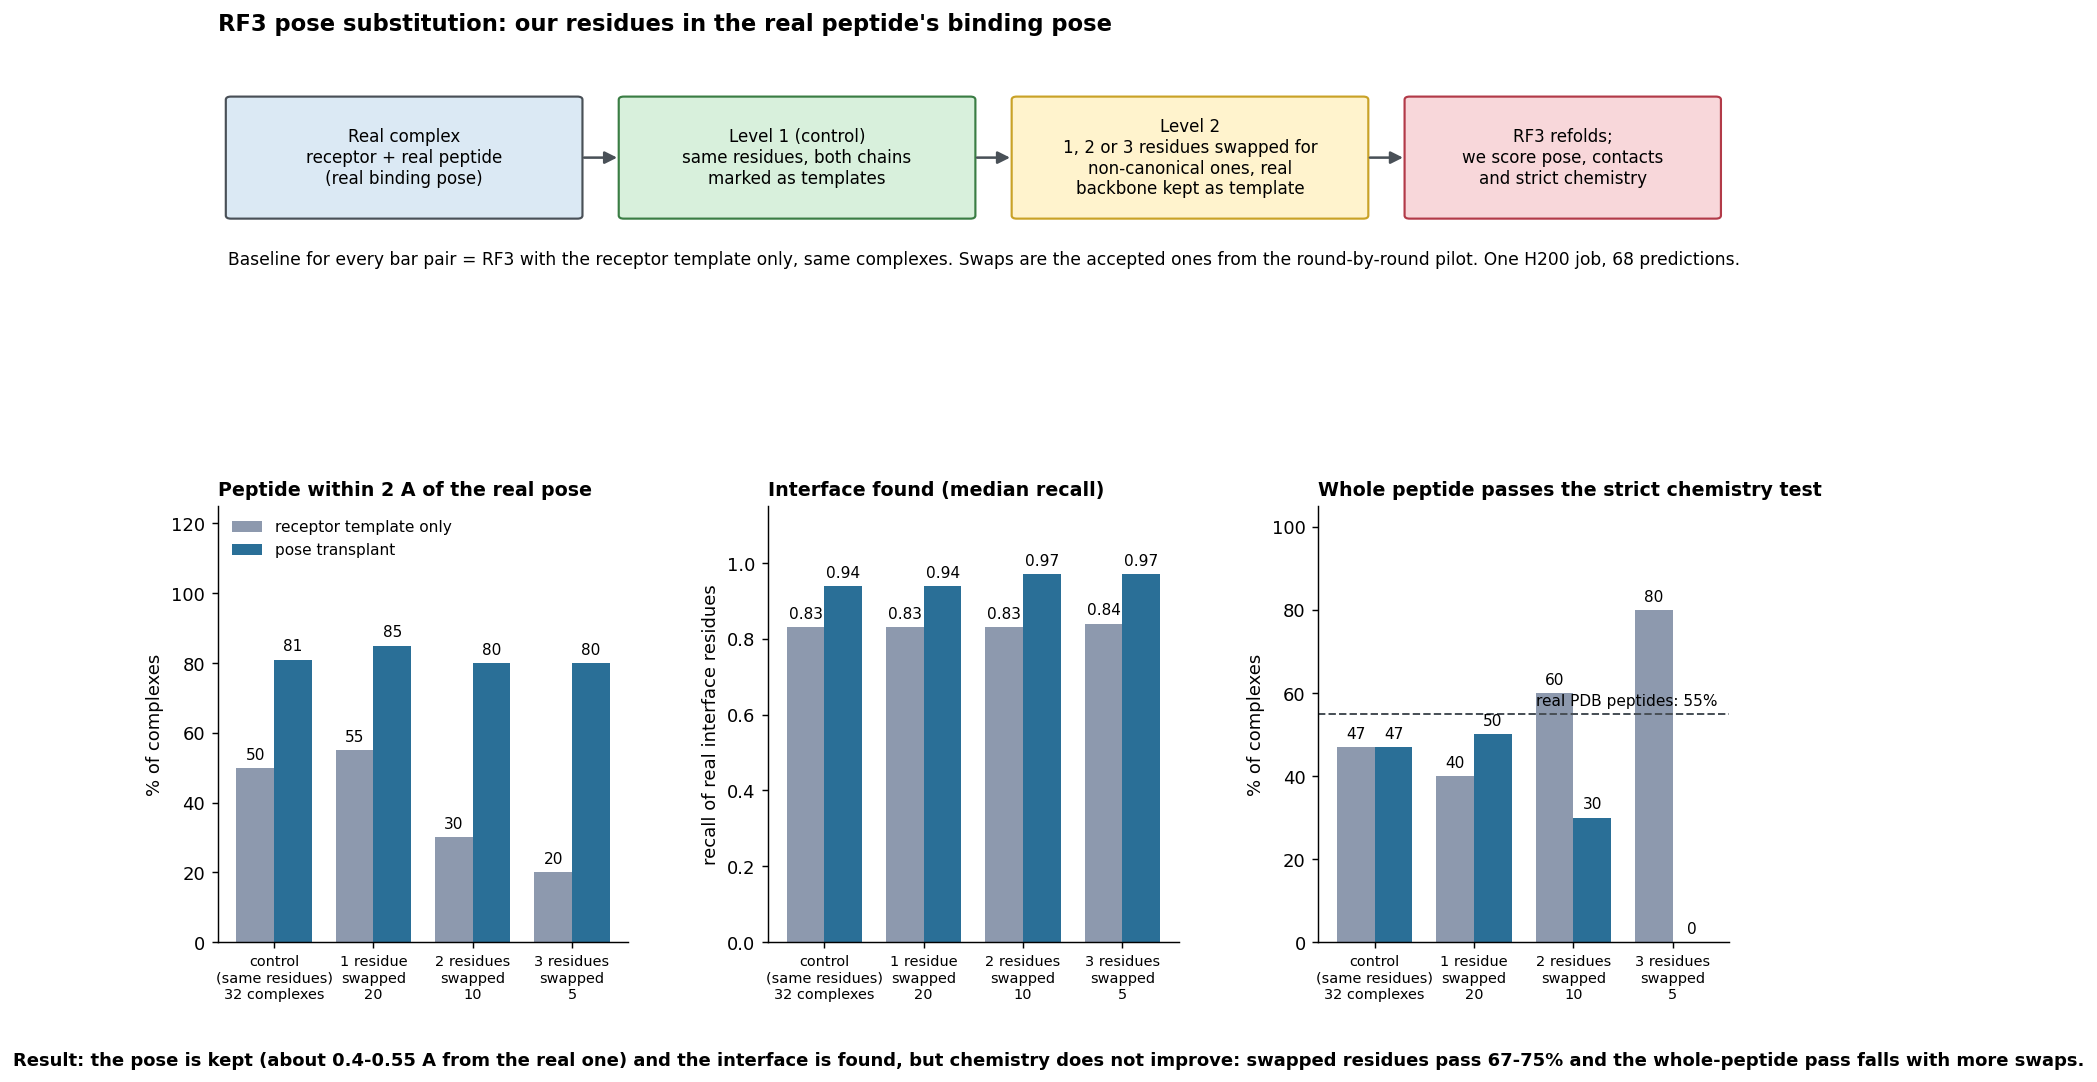 RF3 pose substitution: our residues in the real peptide's binding pose
Real complex
receptor + real peptide
(real binding pose)
Level 1 (control)
same residues, both chains
marked as templates
Level 2
1, 2 or 3 residues swapped for
non-canonical ones, real
backbone kept as template
RF3 refolds;
we score pose, contacts
and strict chemistry
Baseline for every bar pair = RF3 with the receptor template only, same complexes. Swaps are the accepted ones from the round-by-round pilot. One H200 job, 68 predictions.
Peptide within 2 A of the real pose
receptor template only
pose transplant
% of complexes
120
100
80
60
40
20
0
50
81
55
85
30
80
20
80
control
(same residues)
32 complexes
1 residue
swapped
20
2 residues
swapped
10
3 residues
swapped
5
Interface found (median recall)
recall of real interface residues
1.0
0.8
0.6
0.4
0.2
0.0
0.83
0.94
0.83
0.94
0.83
0.97
0.84
0.97
control
(same residues)
32 complexes
1 residue
swapped
20
2 residues
swapped
10
3 residues
swapped
5
Whole peptide passes the strict chemistry test
% of complexes
100
80
60
40
20
0
47
47
40
50
60
30
80
0
real PDB peptides: 55%
control
(same residues)
32 complexes
1 residue
swapped
20
2 residues
swapped
10
3 residues
swapped
5
Result: the pose is kept (about 0.4-0.55 A from the real one) and the interface is found, but chemistry does not improve: swapped residues pass 67-75% and the whole-peptide pass falls with more swaps.